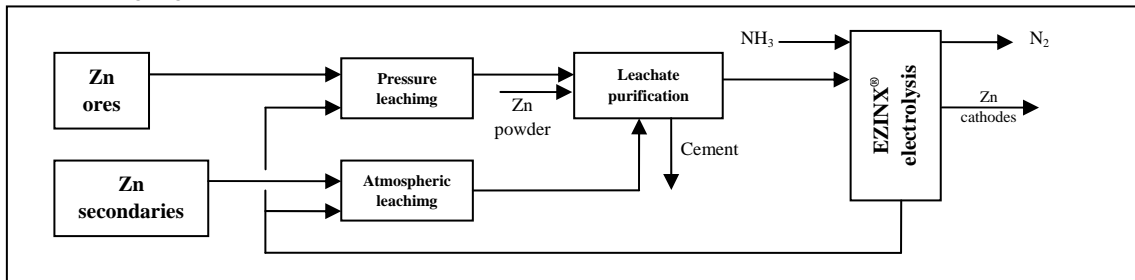 Zn
ores
Pressure
leachimg
Zn
powder
Leachate
purification
Cement
NH₃
EZINX®
electrolysis
N₂
Zn
cathodes
Zn
secondaries
Atmospheric
leachimg